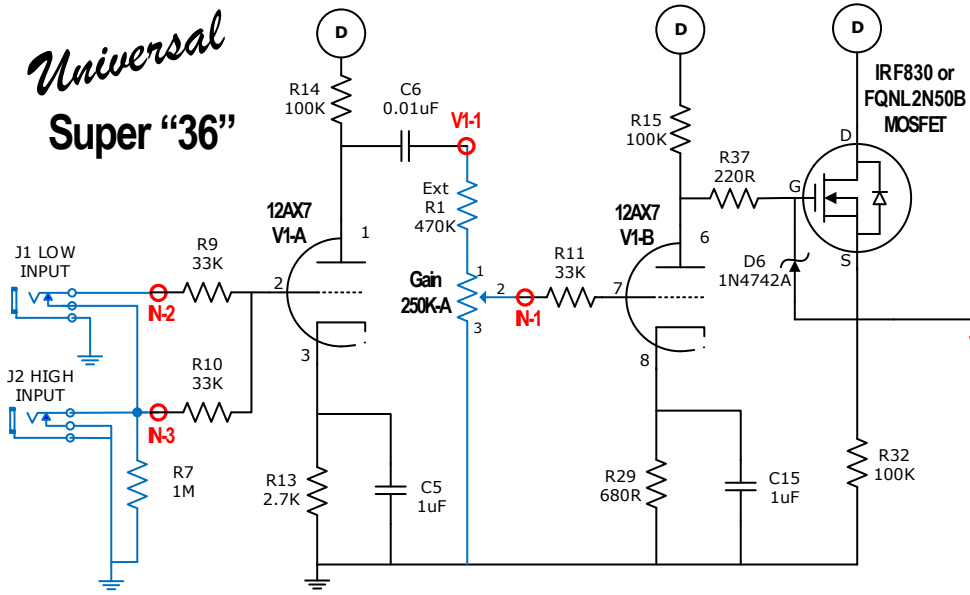 Universal
Super “36”
D
D
D
R14
100K
C6
0.01uF
V1-1
R15
100K
IRF830 or
FQNL2N50B
MOSFET
D
G
S
R37
220R
Ext
R1
470K
12AX7
V1-A
1
2
3
12AX7
V1-B
6
7
8
D6
1N4742A
J1 LOW
INPUT
IN-2
R9
33K
Gain
250K-A
1
2
3
IN-1
R11
33K
J2 HIGH
INPUT
IN-3
R10
33K
R7
1M
R13
2.7K
C5
1uF
R29
680R
C15
1uF
R32
100K